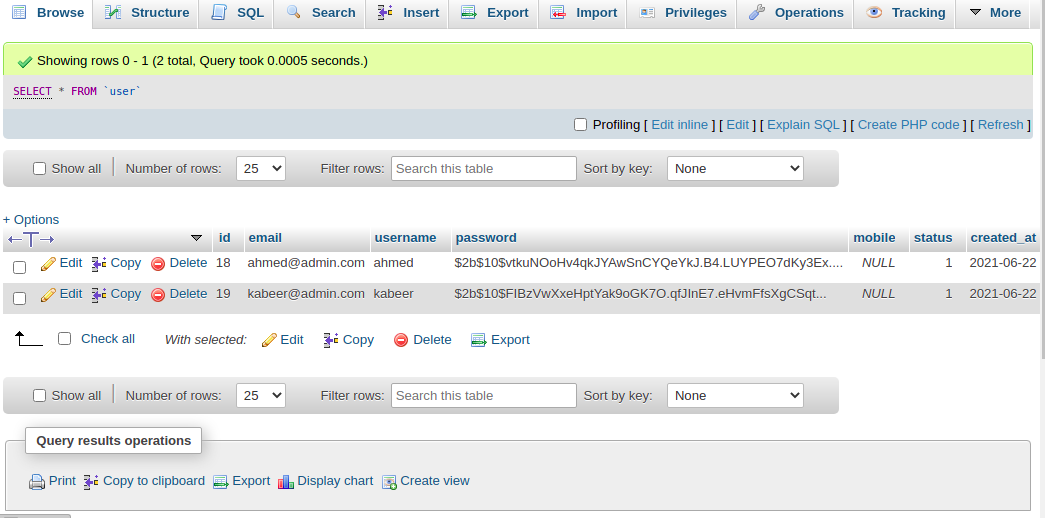 Browse Structure SQL Search Insert Export Import Privileges Operations Tracking More
Showing rows 0 - 1 (2 total, Query took 0.0005 seconds.)
SELECT * FROM `user`
Profiling [ Edit inline ] [ Edit ] [ Explain SQL ] [ Create PHP code ] [ Refresh ]
Show all Number of rows: 25 Filter rows: Search this table Sort by key: None
+ Options
←T→ id email username password mobile status created_at
Edit Copy Delete 18 ahmed@admin.com ahmed $2b$10$vtkuNOoHv4qkJYAwSnCYQeYkJ.B4.LUYPEO7dKy3Ex.... NULL 1 2021-06-22
Edit Copy Delete 19 kabeer@admin.com kabeer $2b$10$FIBzVwXxeHptYak9oGK7O.qfJInE7.eHvmFfsXgCSqt... NULL 1 2021-06-22
Check all With selected: Edit Copy Delete Export
Show all Number of rows: 25 Filter rows: Search this table Sort by key: None
Query results operations
Print Copy to clipboard Export Display chart Create view